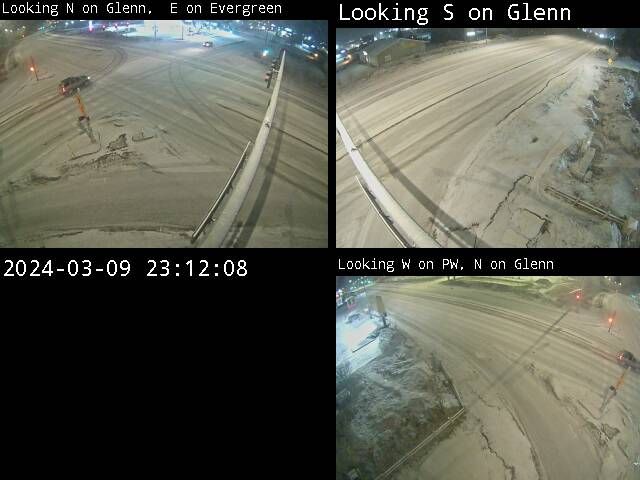 Looking N on Glenn,  E on Evergreen
Looking S on Glenn
2024-03-09 23:12:08
Looking W on PW, N on Glenn